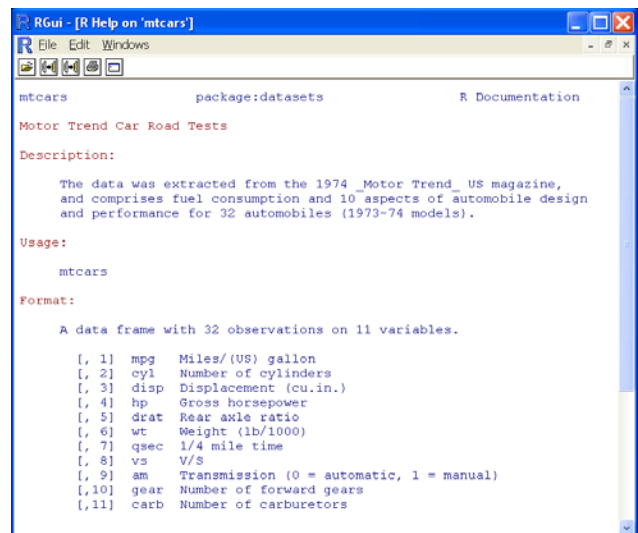 RGui - [R Help on 'mtcars']
File Edit Windows
mtcars package:datasets R Documentation
Motor Trend Car Road Tests
Description:
The data was extracted from the 1974 _Motor Trend_ US magazine,
and comprises fuel consumption and 10 aspects of automobile design
and performance for 32 automobiles (1973-74 models).
Usage:
mtcars
Format:
A data frame with 32 observations on 11 variables.
[, 1] mpg Miles/(US) gallon
[, 2] cyl Number of cylinders
[, 3] disp Displacement (cu.in.)
[, 4] hp Gross horsepower
[, 5] drat Rear axle ratio
[, 6] wt Weight (lb/1000)
[, 7] qsec 1/4 mile time
[, 8] vs V/S
[, 9] am Transmission (0 = automatic, 1 = manual)
[,10] gear Number of forward gears
[,11] carb Number of carburetors